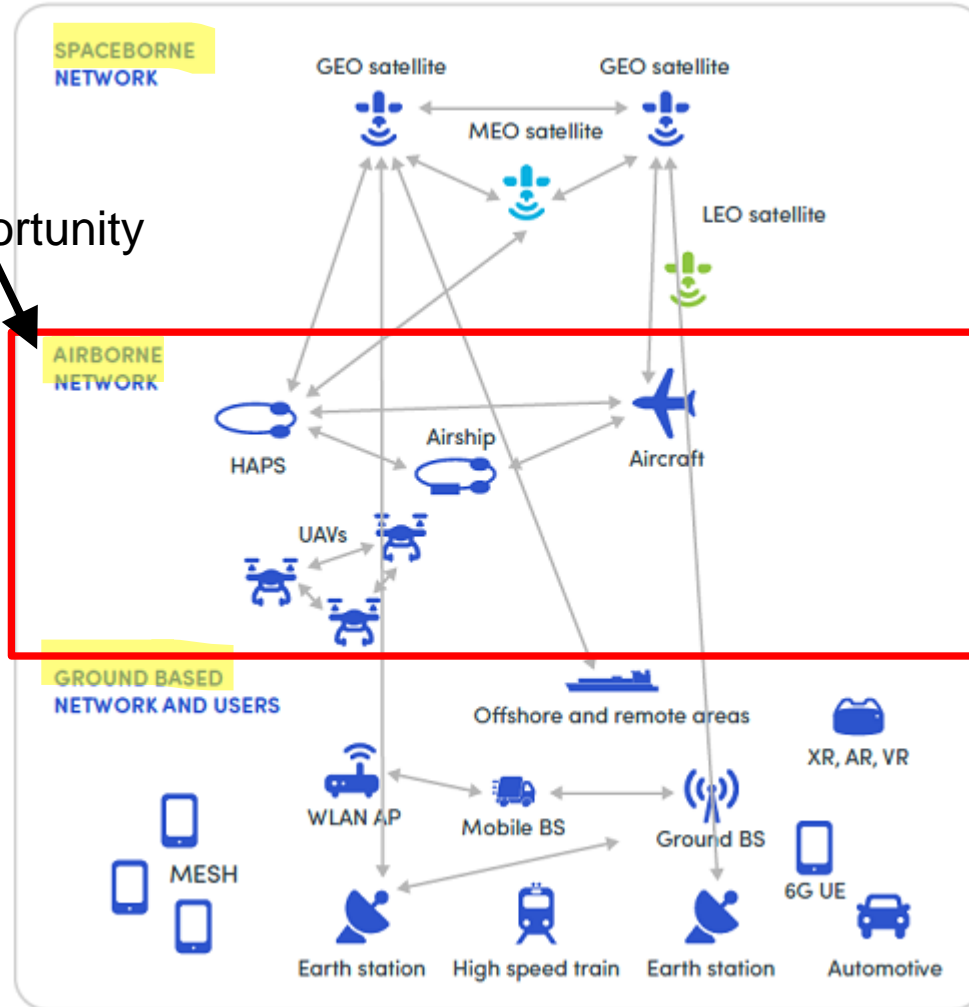 SPACEBORNE
NETWORK
GEO satellite
GEO satellite
MEO satellite
LEO satellite
AIRBORNE
NETWORK
HAPS
Airship
Aircraft
UAVs
GROUND BASED
NETWORK AND USERS
Offshore and remote areas
XR, AR, VR
WLAN AP
Mobile BS
Ground BS
MESH
6G UE
Earth station
High speed train
Earth station
Automotive